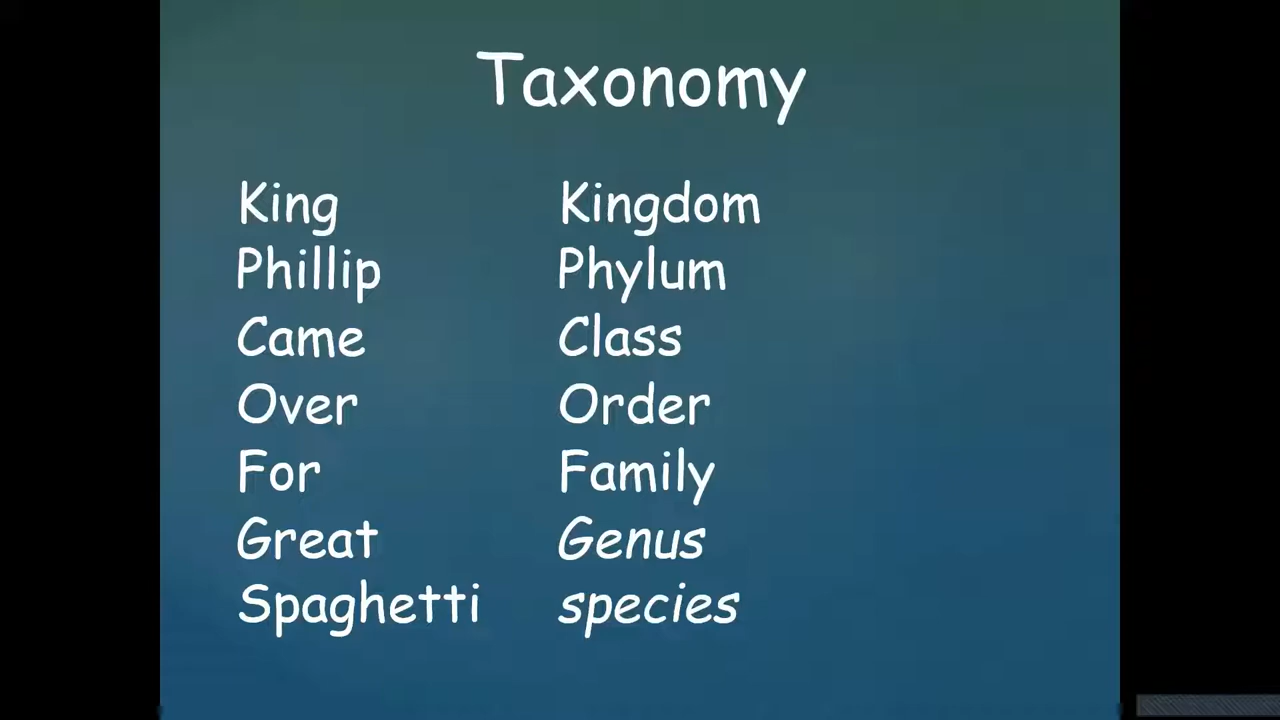 Taxonomy
King Kingdom
Phillip Phylum
Came Class
Over Order
For Family
Great Genus
Spaghetti species